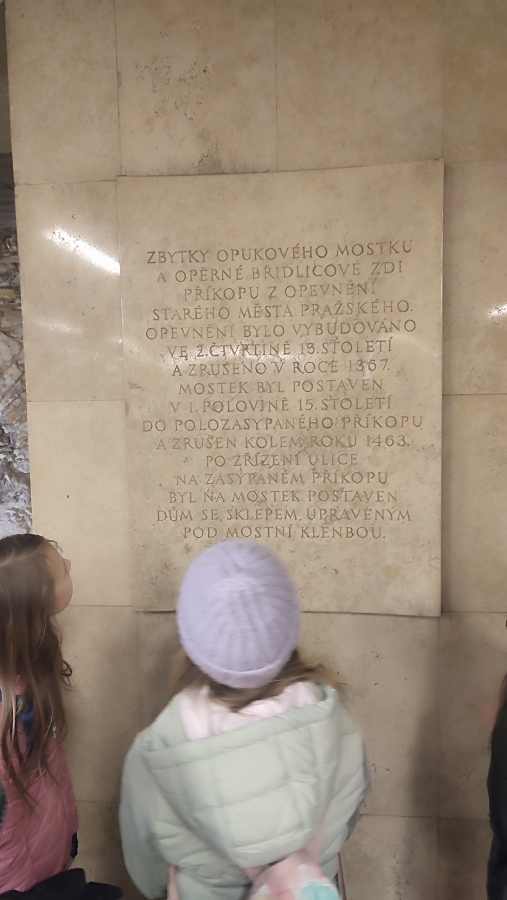 ZBYTKY OPUKOVÉHO MOSTKU
A OPĚRNÉ BŘIDLICOVÉ ZDI
PŘÍKOPU Z OPEVNĚNÍ
STARÉHO MĚSTA PRAŽSKÉHO.
OPEVNĚNÍ BYLO VYBUDOVÁNO
VE 2. ČTVRTINĚ 13. STOLETÍ
A ZRUŠENO V ROCE 1367.
MOSTEK BYL POSTAVEN
V 1. POLOVINĚ 15. STOLETÍ
DO POLOZASYPANÉHO PŘÍKOPU
A ZRUŠEN KOLEM ROKU 1463.
PO ZŘÍZENÍ ULICE
NA ZASYPANÉM PŘÍKOPU
BYL NA MOSTEK POSTAVEN
DŮM SE SKLEPEM, UPRAVENÝM
POD MOSTNÍ KLENBOU.